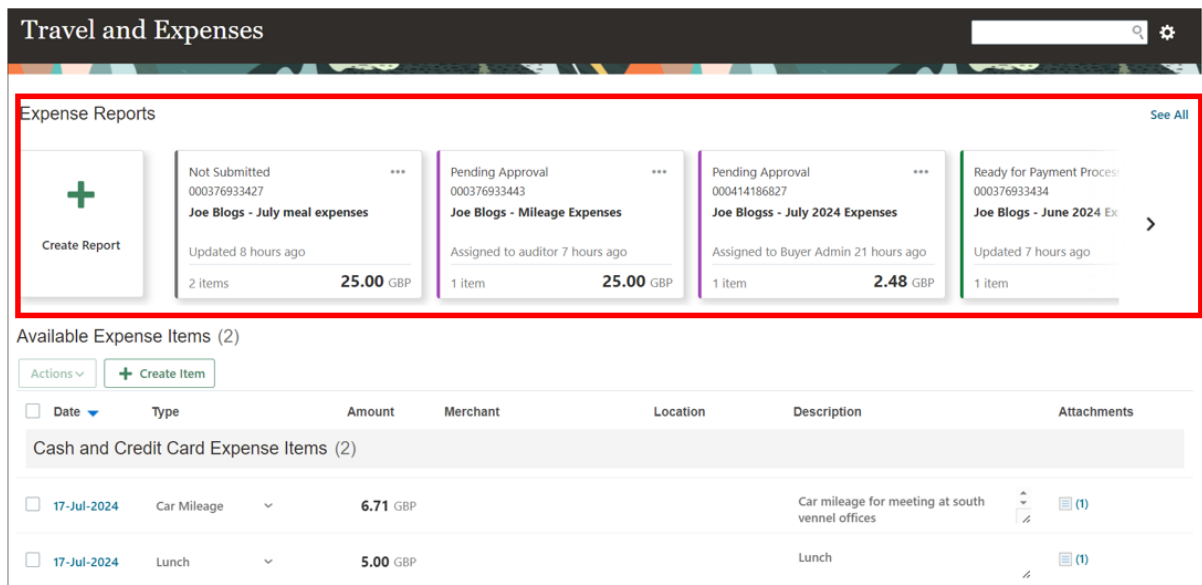 Travel and Expenses
Expense Reports
See All
Create Report
Not Submitted
000376933427
Joe Blogs - July meal expenses
Updated 8 hours ago
2 items 25.00 GBP
Pending Approval
000376933443
Joe Blogs - Mileage Expenses
Assigned to auditor 7 hours ago
1 item 25.00 GBP
Pending Approval
000414186827
Joe Blogss - July 2024 Expenses
Assigned to Buyer Admin 21 hours ago
1 item 2.48 GBP
Ready for Payment Proces
000376933434
Joe Blogs - June 2024 Ex
Updated 7 hours ago
1 item
Available Expense Items (2)
Actions Create Item
Date Type Amount Merchant Location Description Attachments
Cash and Credit Card Expense Items (2)
17-Jul-2024 Car Mileage 6.71 GBP Car mileage for meeting at south (1)
vennel offices
17-Jul-2024 Lunch 5.00 GBP Lunch (1)